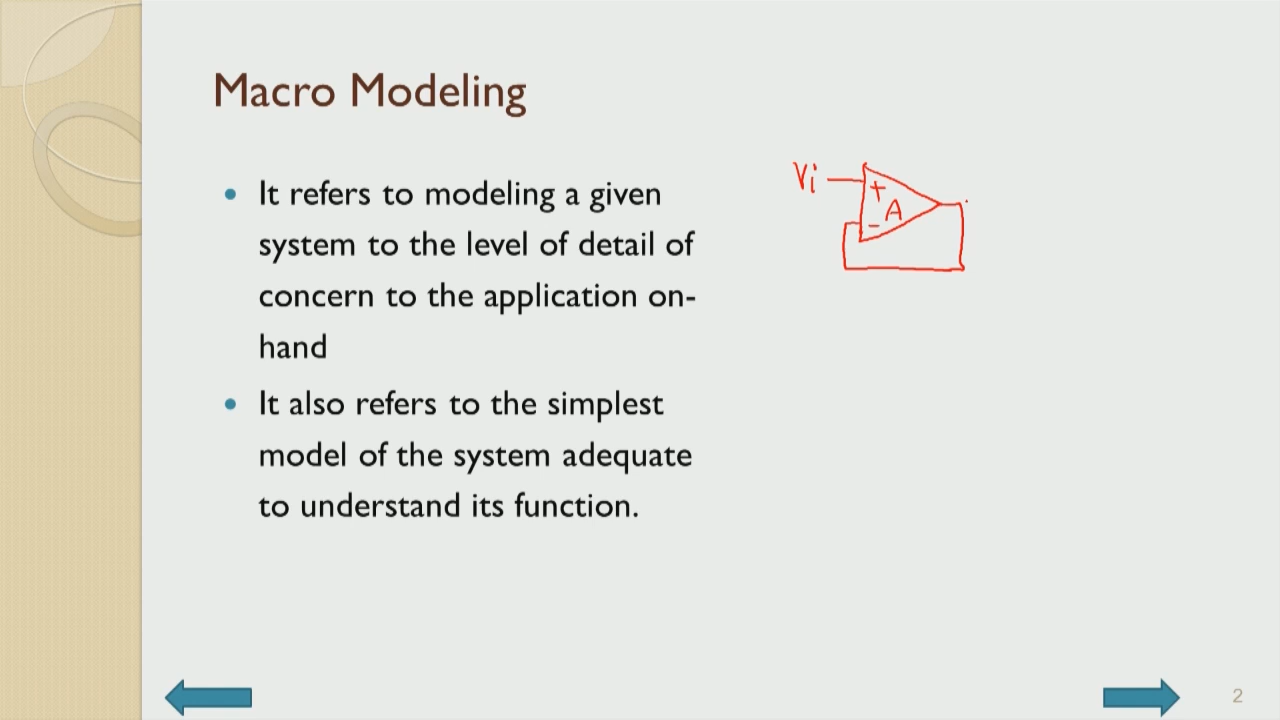 Macro Modeling
• It refers to modeling a given
system to the level of detail of
concern to the application on-
hand
• It also refers to the simplest
model of the system adequate
to understand its function.
Vi
+
A
-
2